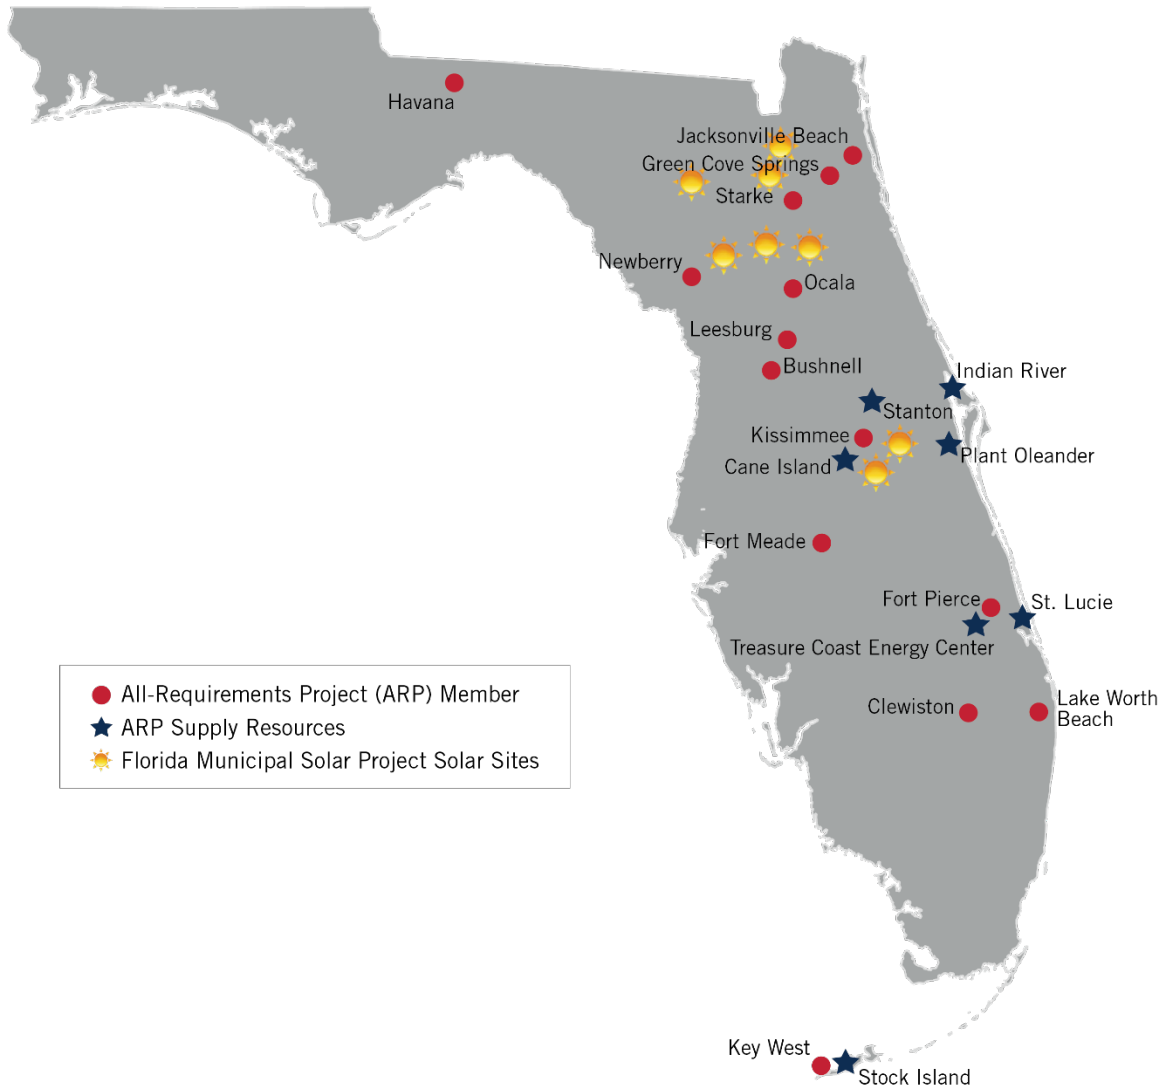 Havana
Jacksonville Beach
Green Cove Springs
Starke
Newberry
Ocala
Leesburg
Bushnell
Indian River
Stanton
Kissimmee
Plant Oleander
Cane Island
Fort Meade
Fort Pierce
St. Lucie
Treasure Coast Energy Center
All-Requirements Project (ARP) Member
ARP Supply Resources
Florida Municipal Solar Project Solar Sites
Clewiston
Lake Worth
Beach
Key West
Stock Island